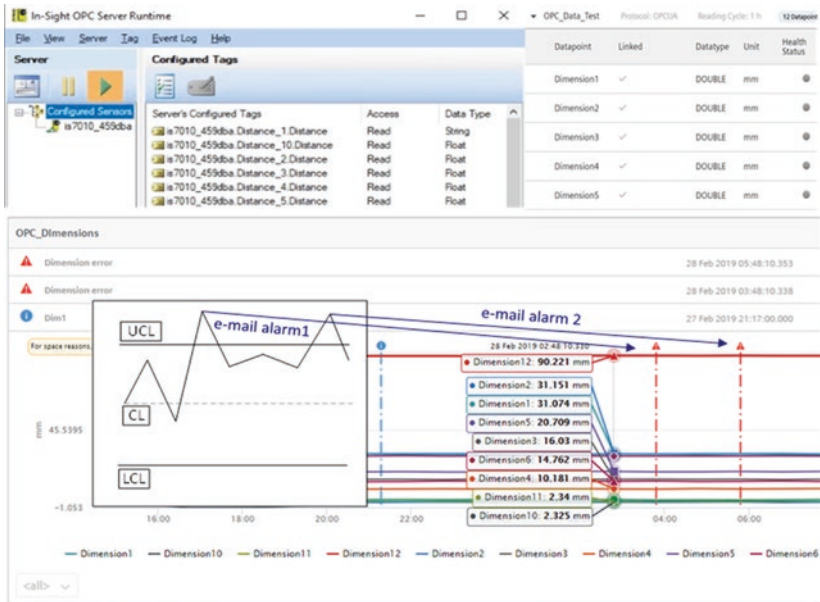 In-Sight OPC Server Runtime
File View Server Tag Event Log Help
Server
Configured Sensors
is7010_459dba
Configured Tags
Server's Configured Tags Access Data Type
is7010_459dba.Distance_1.Distance Read String
is7010_459dba.Distance_10.Distance Read Float
is7010_459dba.Distance_2.Distance Read Float
is7010_459dba.Distance_3.Distance Read Float
is7010_459dba.Distance_4.Distance Read Float
is7010_459dba.Distance_5.Distance Read Float
OPC_Data_Test Protocol: OPCUA Reading Cycle: 1 h 12 Datapoint
Datapoint Linked Datatype Unit Health Status
Dimension1 DOUBLE mm
Dimension2 DOUBLE mm
Dimension3 DOUBLE mm
Dimension4 DOUBLE mm
Dimension5 DOUBLE mm
OPC_DImensions
Dimension error 28 Feb 2019 05:48:10.353
Dimension error 28 Feb 2019 03:48:10.338
Dim1 27 Feb 2019 21:17:00.000
e-mail alarm1
e-mail alarm 2
UCL
CL
LCL
For space reasons,
28 Feb 2019 02:48:10.330
Dimension12: 90.221 mm
Dimension2: 31.151 mm
Dimension1: 31.074 mm
Dimension5: 20.709 mm
Dimension3: 16.03 mm
Dimension6: 14.762 mm
Dimension4: 10.181 mm
Dimension11: 2.34 mm
Dimension10: 2.325 mm
mm
45.5395
-1.053
16:00 18:00 20:00 22:00 04:00 06:00
Dimension1 Dimension10 Dimension11 Dimension12 Dimension2 Dimension3 Dimension4 Dimension5 Dimension6
<all>